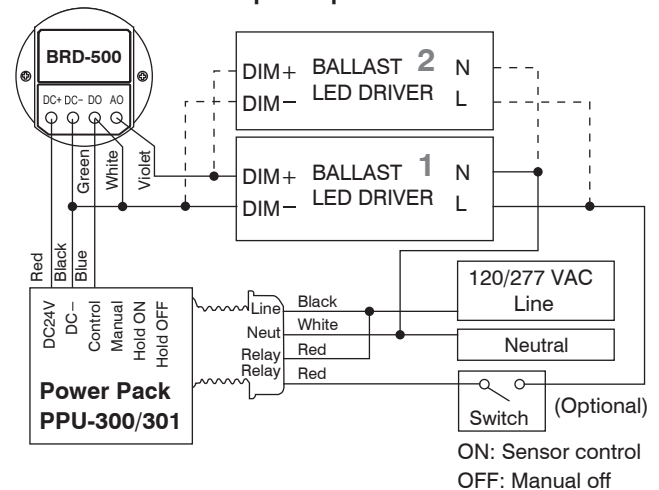 BRD-500
DC+ DC- DO AO
Green
White
Violet
Red
Black
Blue
DIM+ BALLAST 2 N
DIM- LED DRIVER L
DIM+ BALLAST 1 N
DIM- LED DRIVER L
DC24V
DC-
Control
Manual
Hold ON
Hold OFF
Power Pack
PPU-300/301
Line Black
Neut White
Relay Red
Relay Red
120/277 VAC
Line
Neutral
Switch
(Optional)
ON: Sensor control
OFF: Manual off